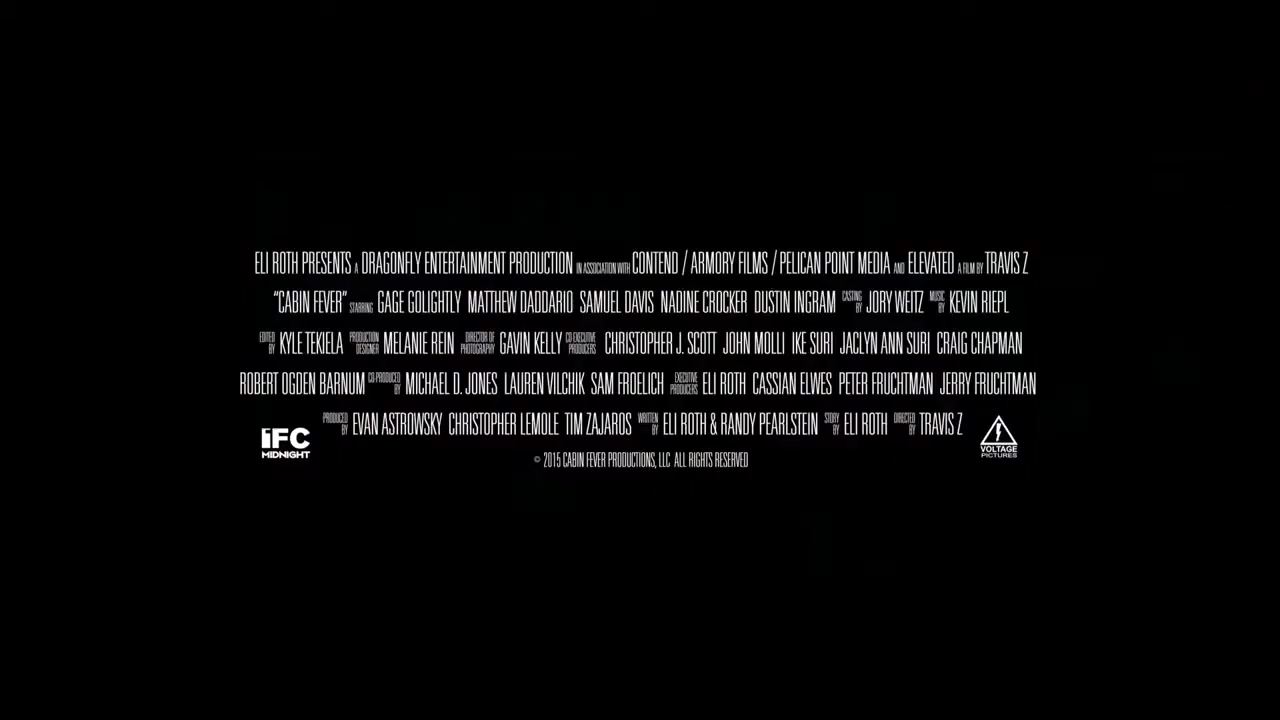 ELI ROTH PRESENTS A DRAGONFLY ENTERTAINMENT PRODUCTION IN ASSOCIATION WITH CONTEND / ARMORY FILMS / PELICAN POINT MEDIA AND ELEVATED A FILM BY TRAVIS Z
"CABIN FEVER" STARRING GAGE GOLIGHTLY MATTHEW DADDARIO SAMUEL DAVIS NADINE CROCKER DUSTIN INGRAM CASTING BY JORY WEITZ MUSIC BY KEVIN RIEPL
EDITED BY KYLE TEKIELA PRODUCTION DESIGNER MELANIE REIN DIRECTOR OF PHOTOGRAPHY GAVIN KELLY CO EXECUTIVE PRODUCERS CHRISTOPHER J. SCOTT JOHN MOLLI IKE SURI JACLYN ANN SURI CRAIG CHAPMAN
ROBERT OGDEN BARNUM CO-PRODUCED BY MICHAEL D. JONES LAUREN VILCHIK SAM FROELICH EXECUTIVE PRODUCERS ELI ROTH CASSIAN ELWES PETER FRUCHTMAN JERRY FRUCHTMAN
PRODUCED BY EVAN ASTROWSKY CHRISTOPHER LEMOLE TIM ZAJAROS WRITTEN BY ELI ROTH & RANDY PEARLSTEIN STORY BY ELI ROTH DIRECTED BY TRAVIS Z
IFC
MIDNIGHT
VOLTAGE
PICTURES
© 2015 CABIN FEVER PRODUCTIONS, LLC ALL RIGHTS RESERVED